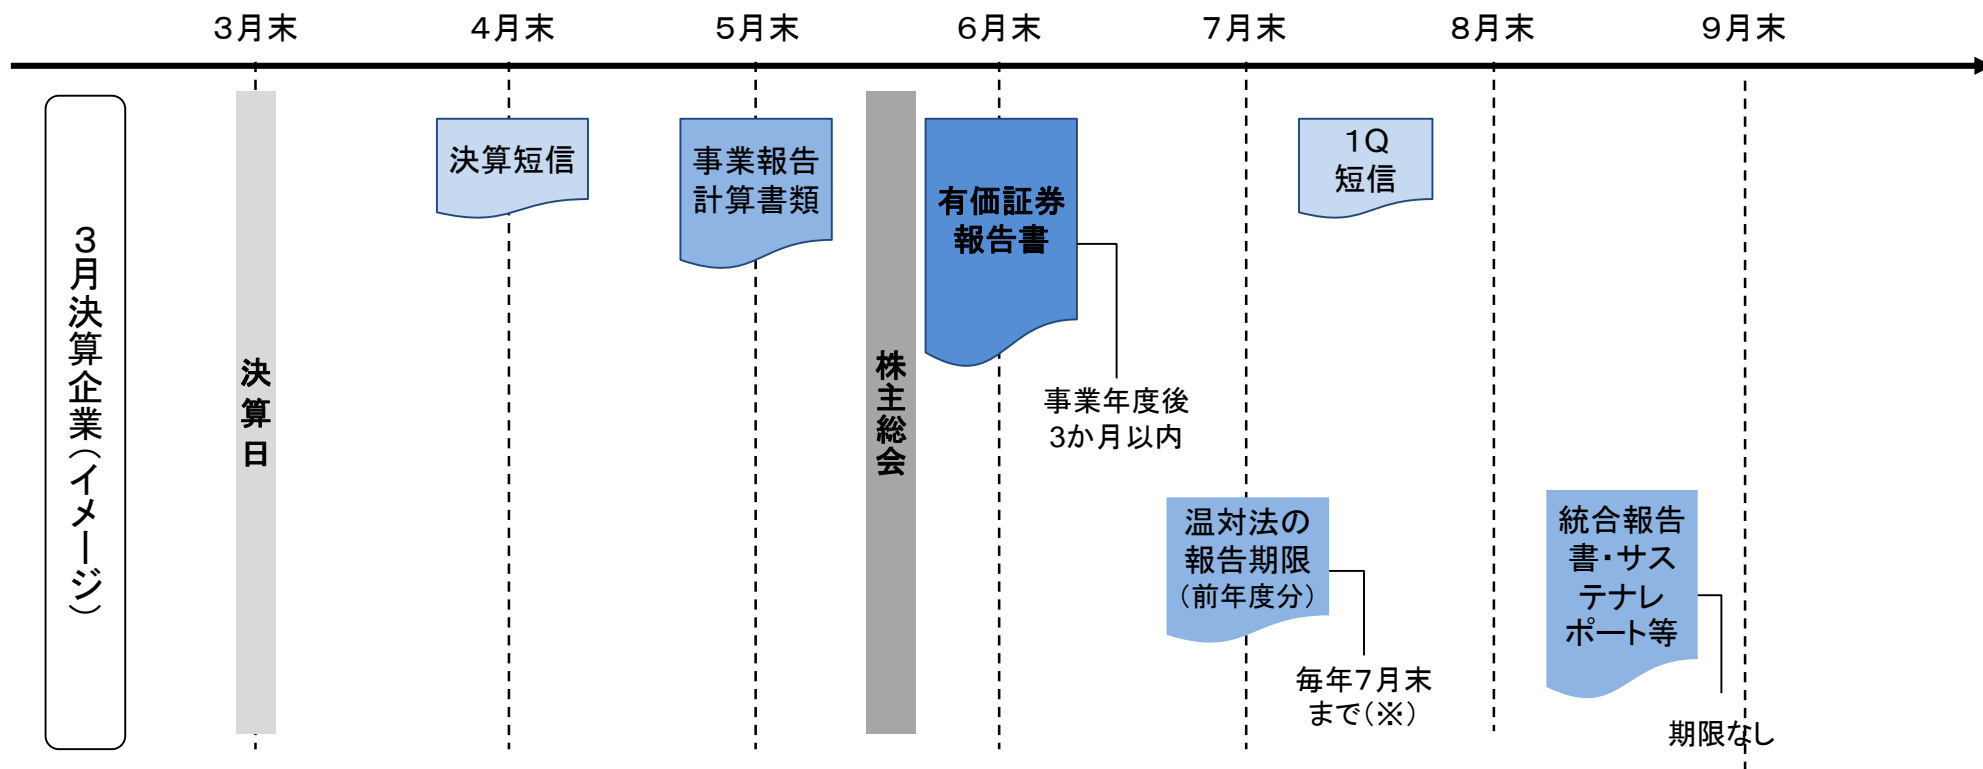 ３月末
４月末
５月末
６月末
７月末
８月末
９月末
３月決算企業（イメージ）
決算日
決算短信
事業報告
計算書類
株主総会
有価証券
報告書
事業年度後
３か月以内
１Ｑ
短信
温対法の
報告期限
（前年度分）
毎年７月末
まで（※）
統合報告
書・サス
テナレ
ポート等
期限なし